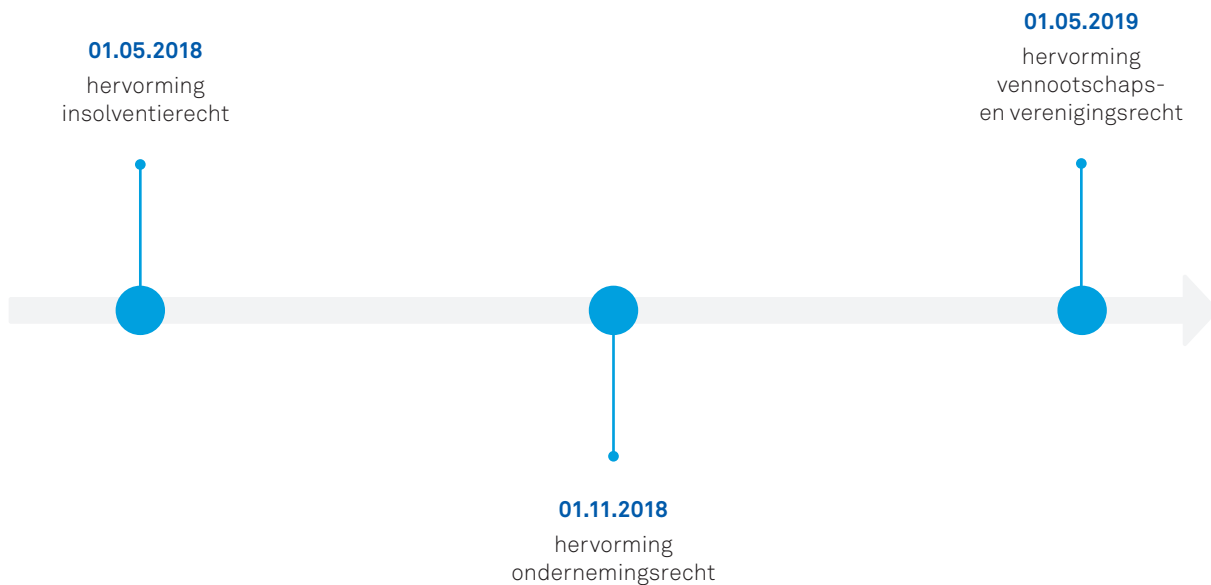 01.05.2018
hervorming
insolventierecht
01.11.2018
hervorming
ondernemingsrecht
01.05.2019
hervorming
vennootschaps-
en verenigingsrecht